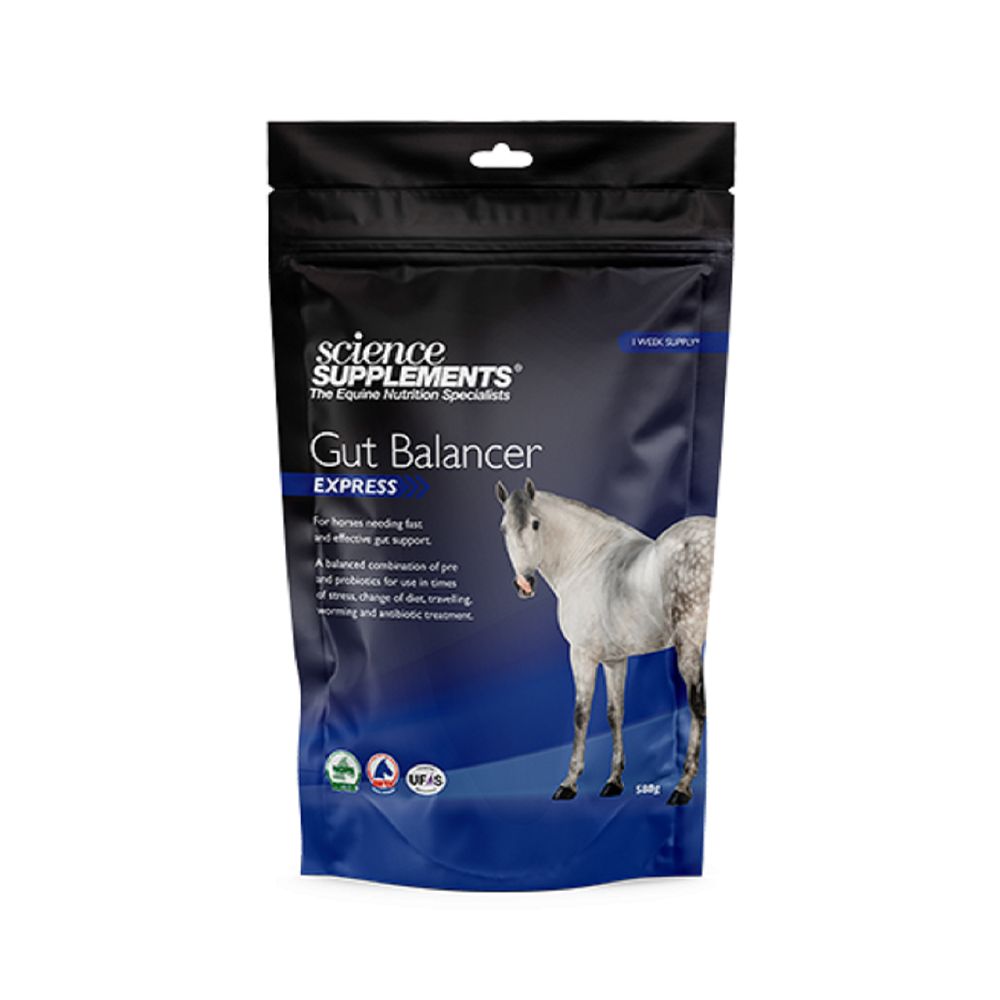 science
SUPPLEMENTS®
The Equine Nutrition Specialists
1 WEEK SUPPLY*
Gut Balancer
EXPRESS
For horses needing fast
and effective gut support.
A balanced combination of pre
and probiotics for use in times
of stress, change of diet, travelling,
worming and antibiotic treatment.
UFAS
588g